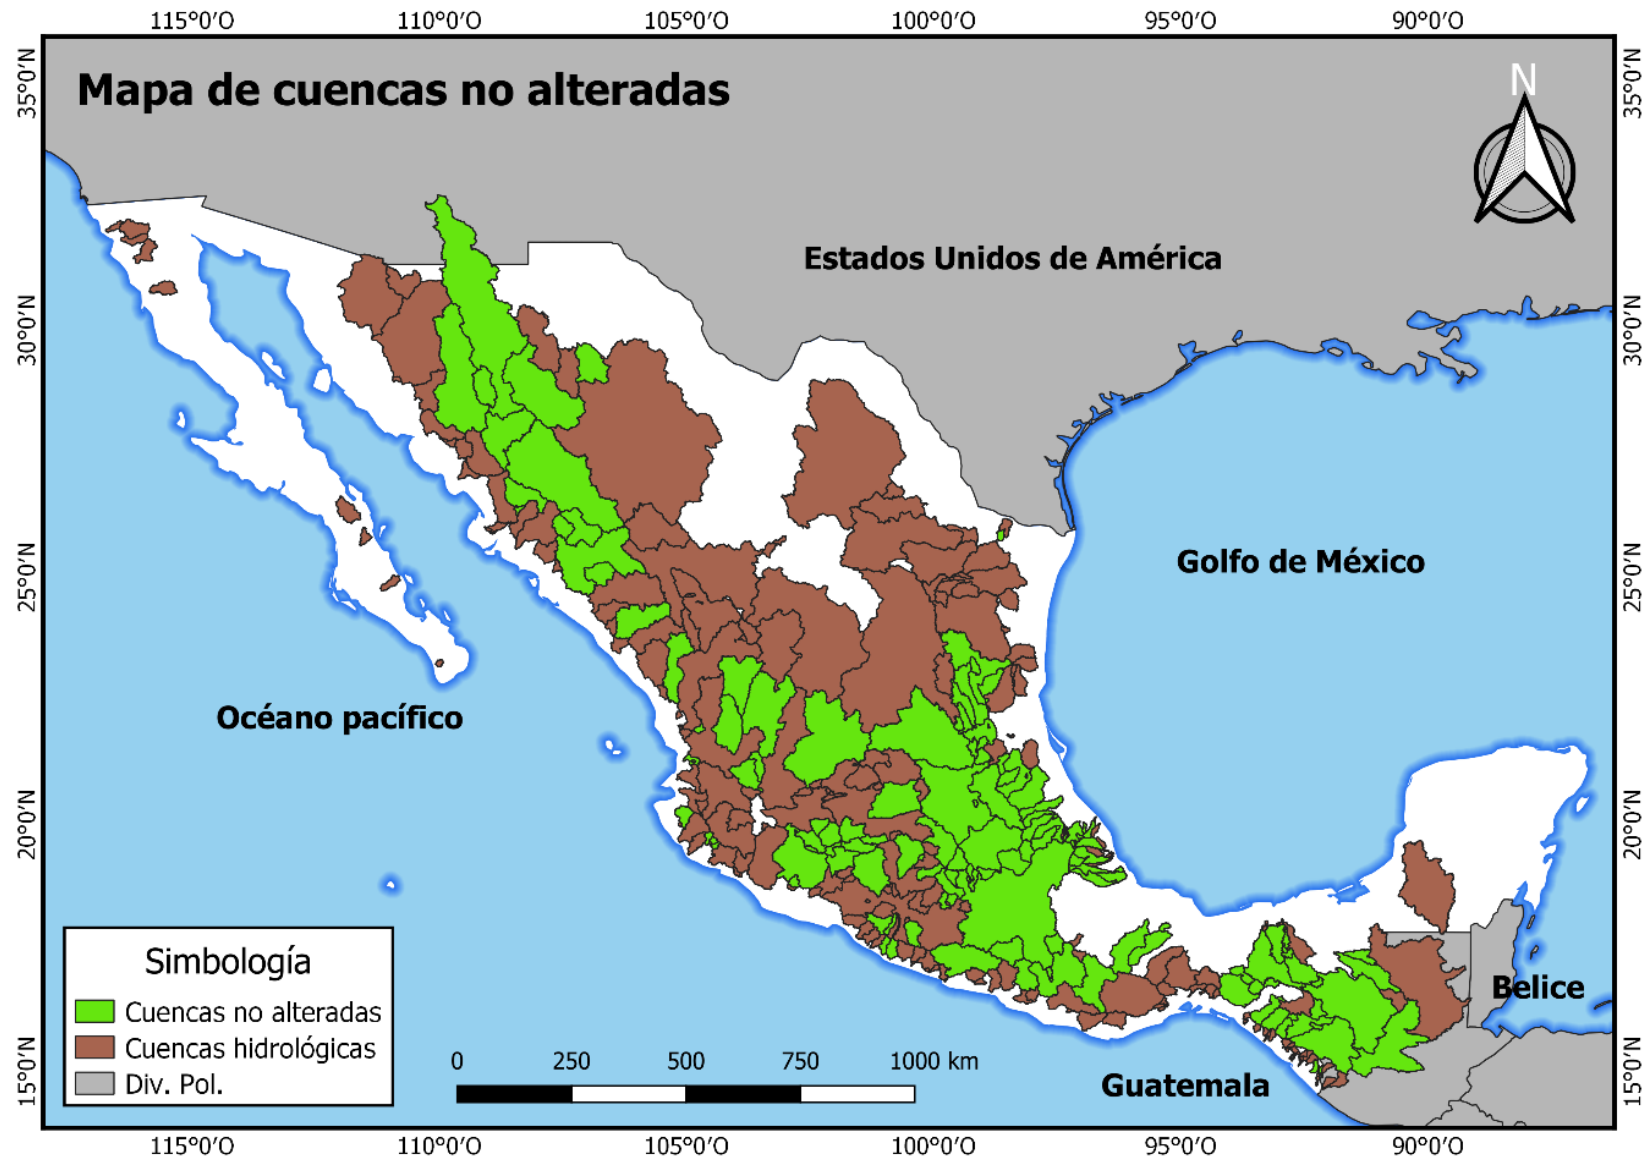 115°0'O 110°0'O 105°0'O 100°0'O 95°0'O 90°0'O
35°0'N
35°0'N
Mapa de cuencas no alteradas
N
Estados Unidos de América
30°0'N
30°0'N
Golfo de México
25°0'N
25°0'N
Océano pacífico
20°0'N
20°0'N
Simbología
Cuencas no alteradas
Cuencas hidrológicas
Div. Pol.
0 250 500 750 1000 km
Belice
Guatemala
15°0'N
15°0'N
115°0'O 110°0'O 105°0'O 100°0'O 95°0'O 90°0'O